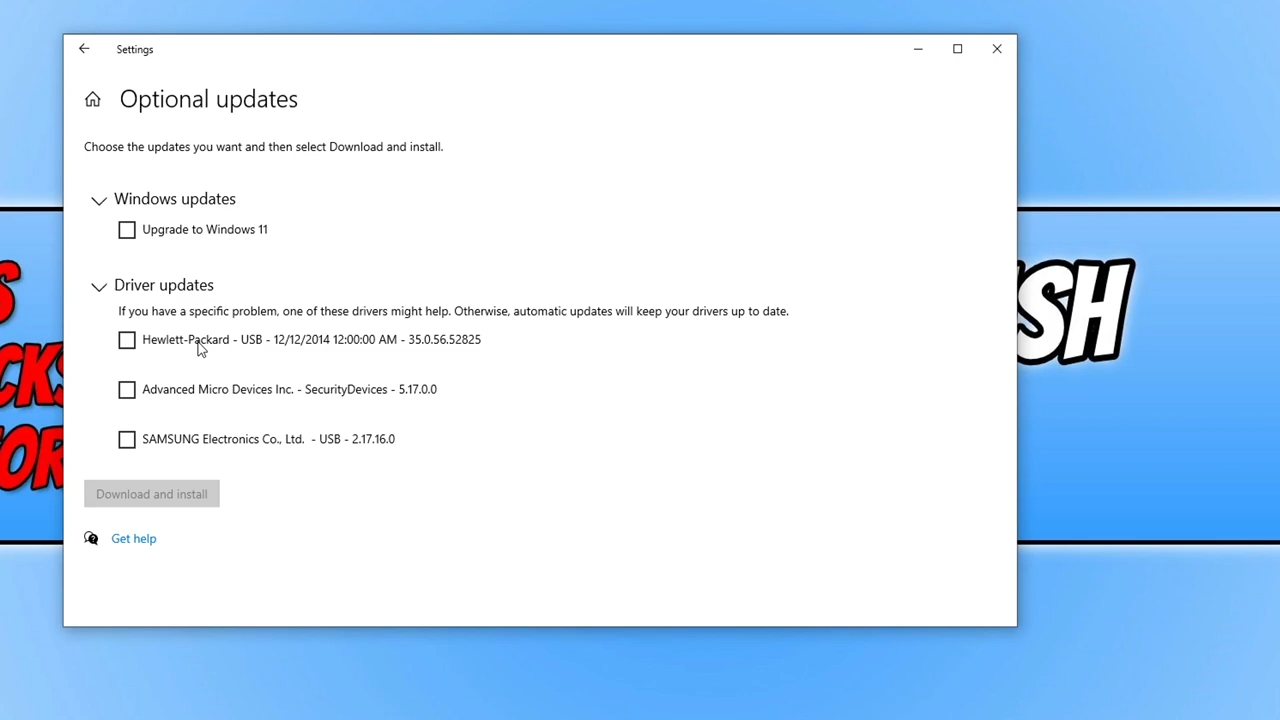 Settings
Optional updates
Choose the updates you want and then select Download and install.
Windows updates
Upgrade to Windows 11
Driver updates
If you have a specific problem, one of these drivers might help. Otherwise, automatic updates will keep your drivers up to date.
Hewlett-Packard - USB - 12/12/2014 12:00:00 AM - 35.0.56.52825
Advanced Micro Devices Inc. - SecurityDevices - 5.17.0.0
SAMSUNG Electronics Co., Ltd.  - USB - 2.17.16.0
Download and install
Get help